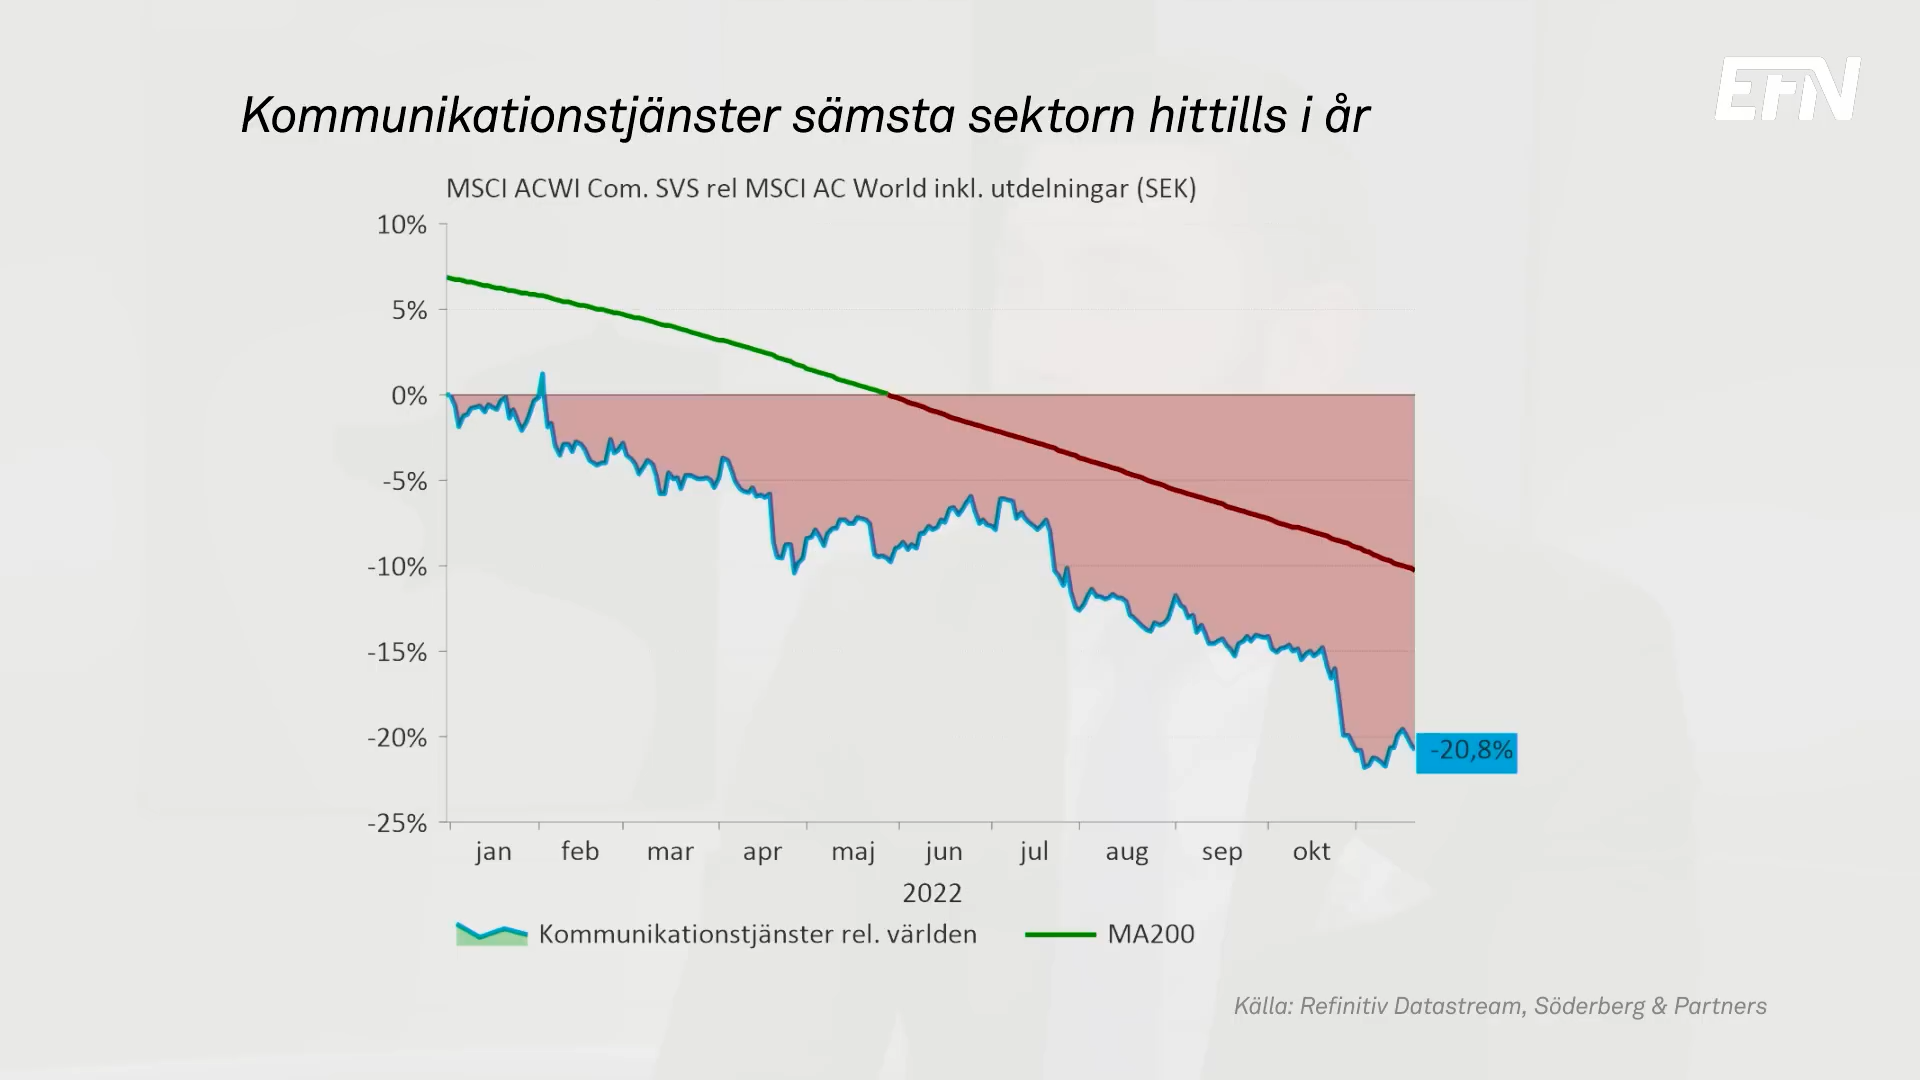 Kommunikationstjänster sämsta sektorn hittills i år
EFN
MSCI ACWI Com. SVS rel MSCI AC World inkl. utdelningar (SEK)
10%
5%
0%
-5%
-10%
-15%
-20%
-25%
-20,8%
jan feb mar apr maj jun jul aug sep okt
2022
Kommunikationstjänster rel. världen MA200
Källa: Refinitiv Datastream, Söderberg & Partners